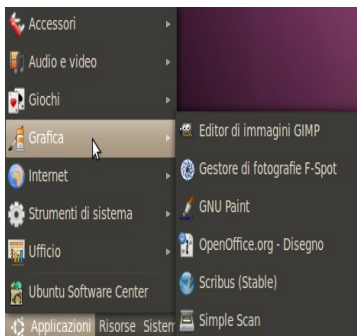 Accessori
Audio e video
Giochi
Grafica
Internet
Strumenti di sistema
Ufficio
Ubuntu Software Center
Applicazioni Risorse Sistem
Editor di immagini GIMP
Gestore di fotografie F-Spot
GNU Paint
OpenOffice.org - Disegno
Scribus (Stable)
Simple Scan